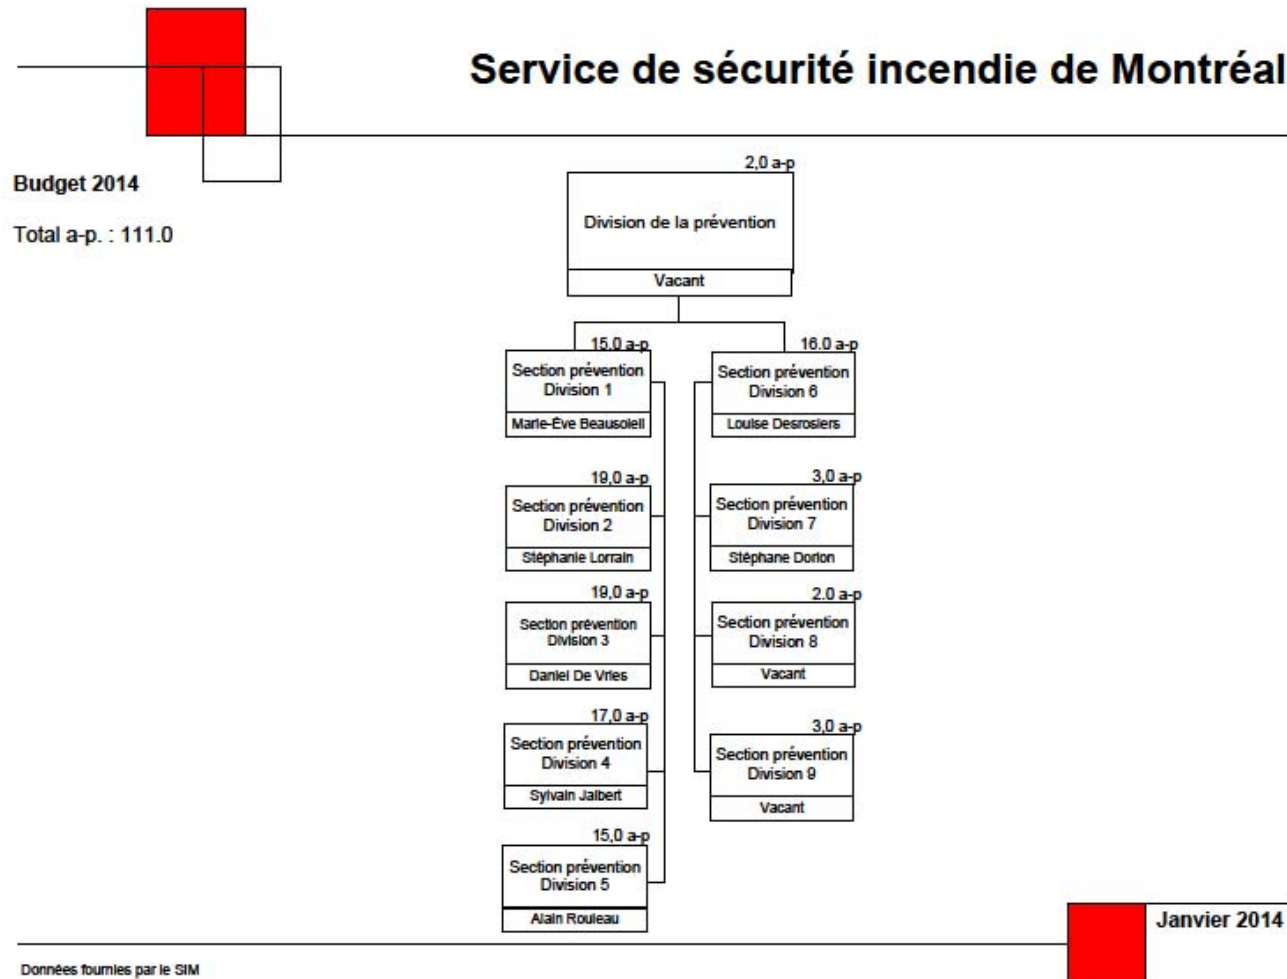 Service de sécurité incendie de Montréal
Budget 2014
Total a-p. : 111.0
2,0 a-p
Division de la prévention
Vacant
15.0 a-p
Section prévention
Division 1
Marie-Ève Beausoleil
19,0 a-p
Section prévention
Division 2
Stéphanie Lorrain
19,0 a-p
Section prévention
Division 3
Daniel De Vries
17,0 a-p
Section prévention
Division 4
Sylvain Jalbert
15,0 a-p
Section prévention
Division 5
Alain Rouleau
16.0 a-p
Section prévention
Division 6
Louise Desrosiers
3,0 a-p
Section prévention
Division 7
Stéphane Dorion
2.0 a-p
Section prévention
Division 8
Vacant
3,0 a-p
Section prévention
Division 9
Vacant
Janvier 2014
Données fournies par le SIM